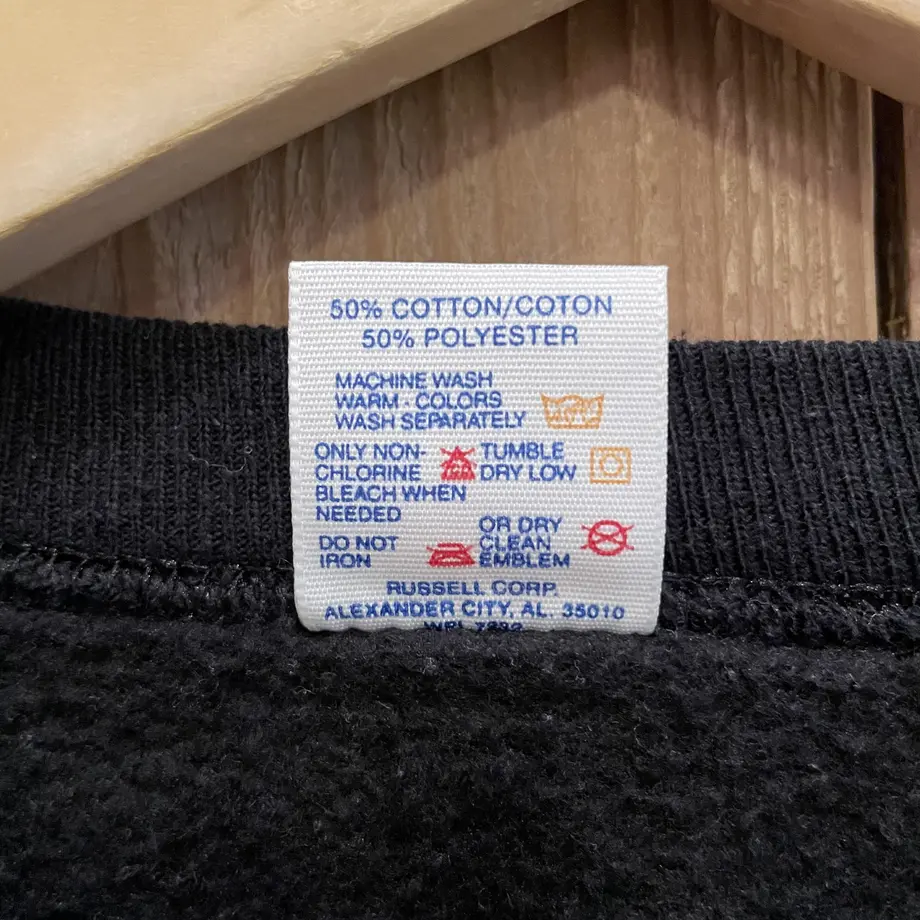 50% COTTON/COTON
50% POLYESTER
MACHINE WASH
WARM - COLORS
WASH SEPARATELY
ONLY NON-
CHLORINE
BLEACH WHEN
NEEDED
TUMBLE
DRY LOW
DO NOT
IRON
OR DRY
CLEAN
EMBLEM
RUSSELL CORP.
ALEXANDER CITY, AL. 35010